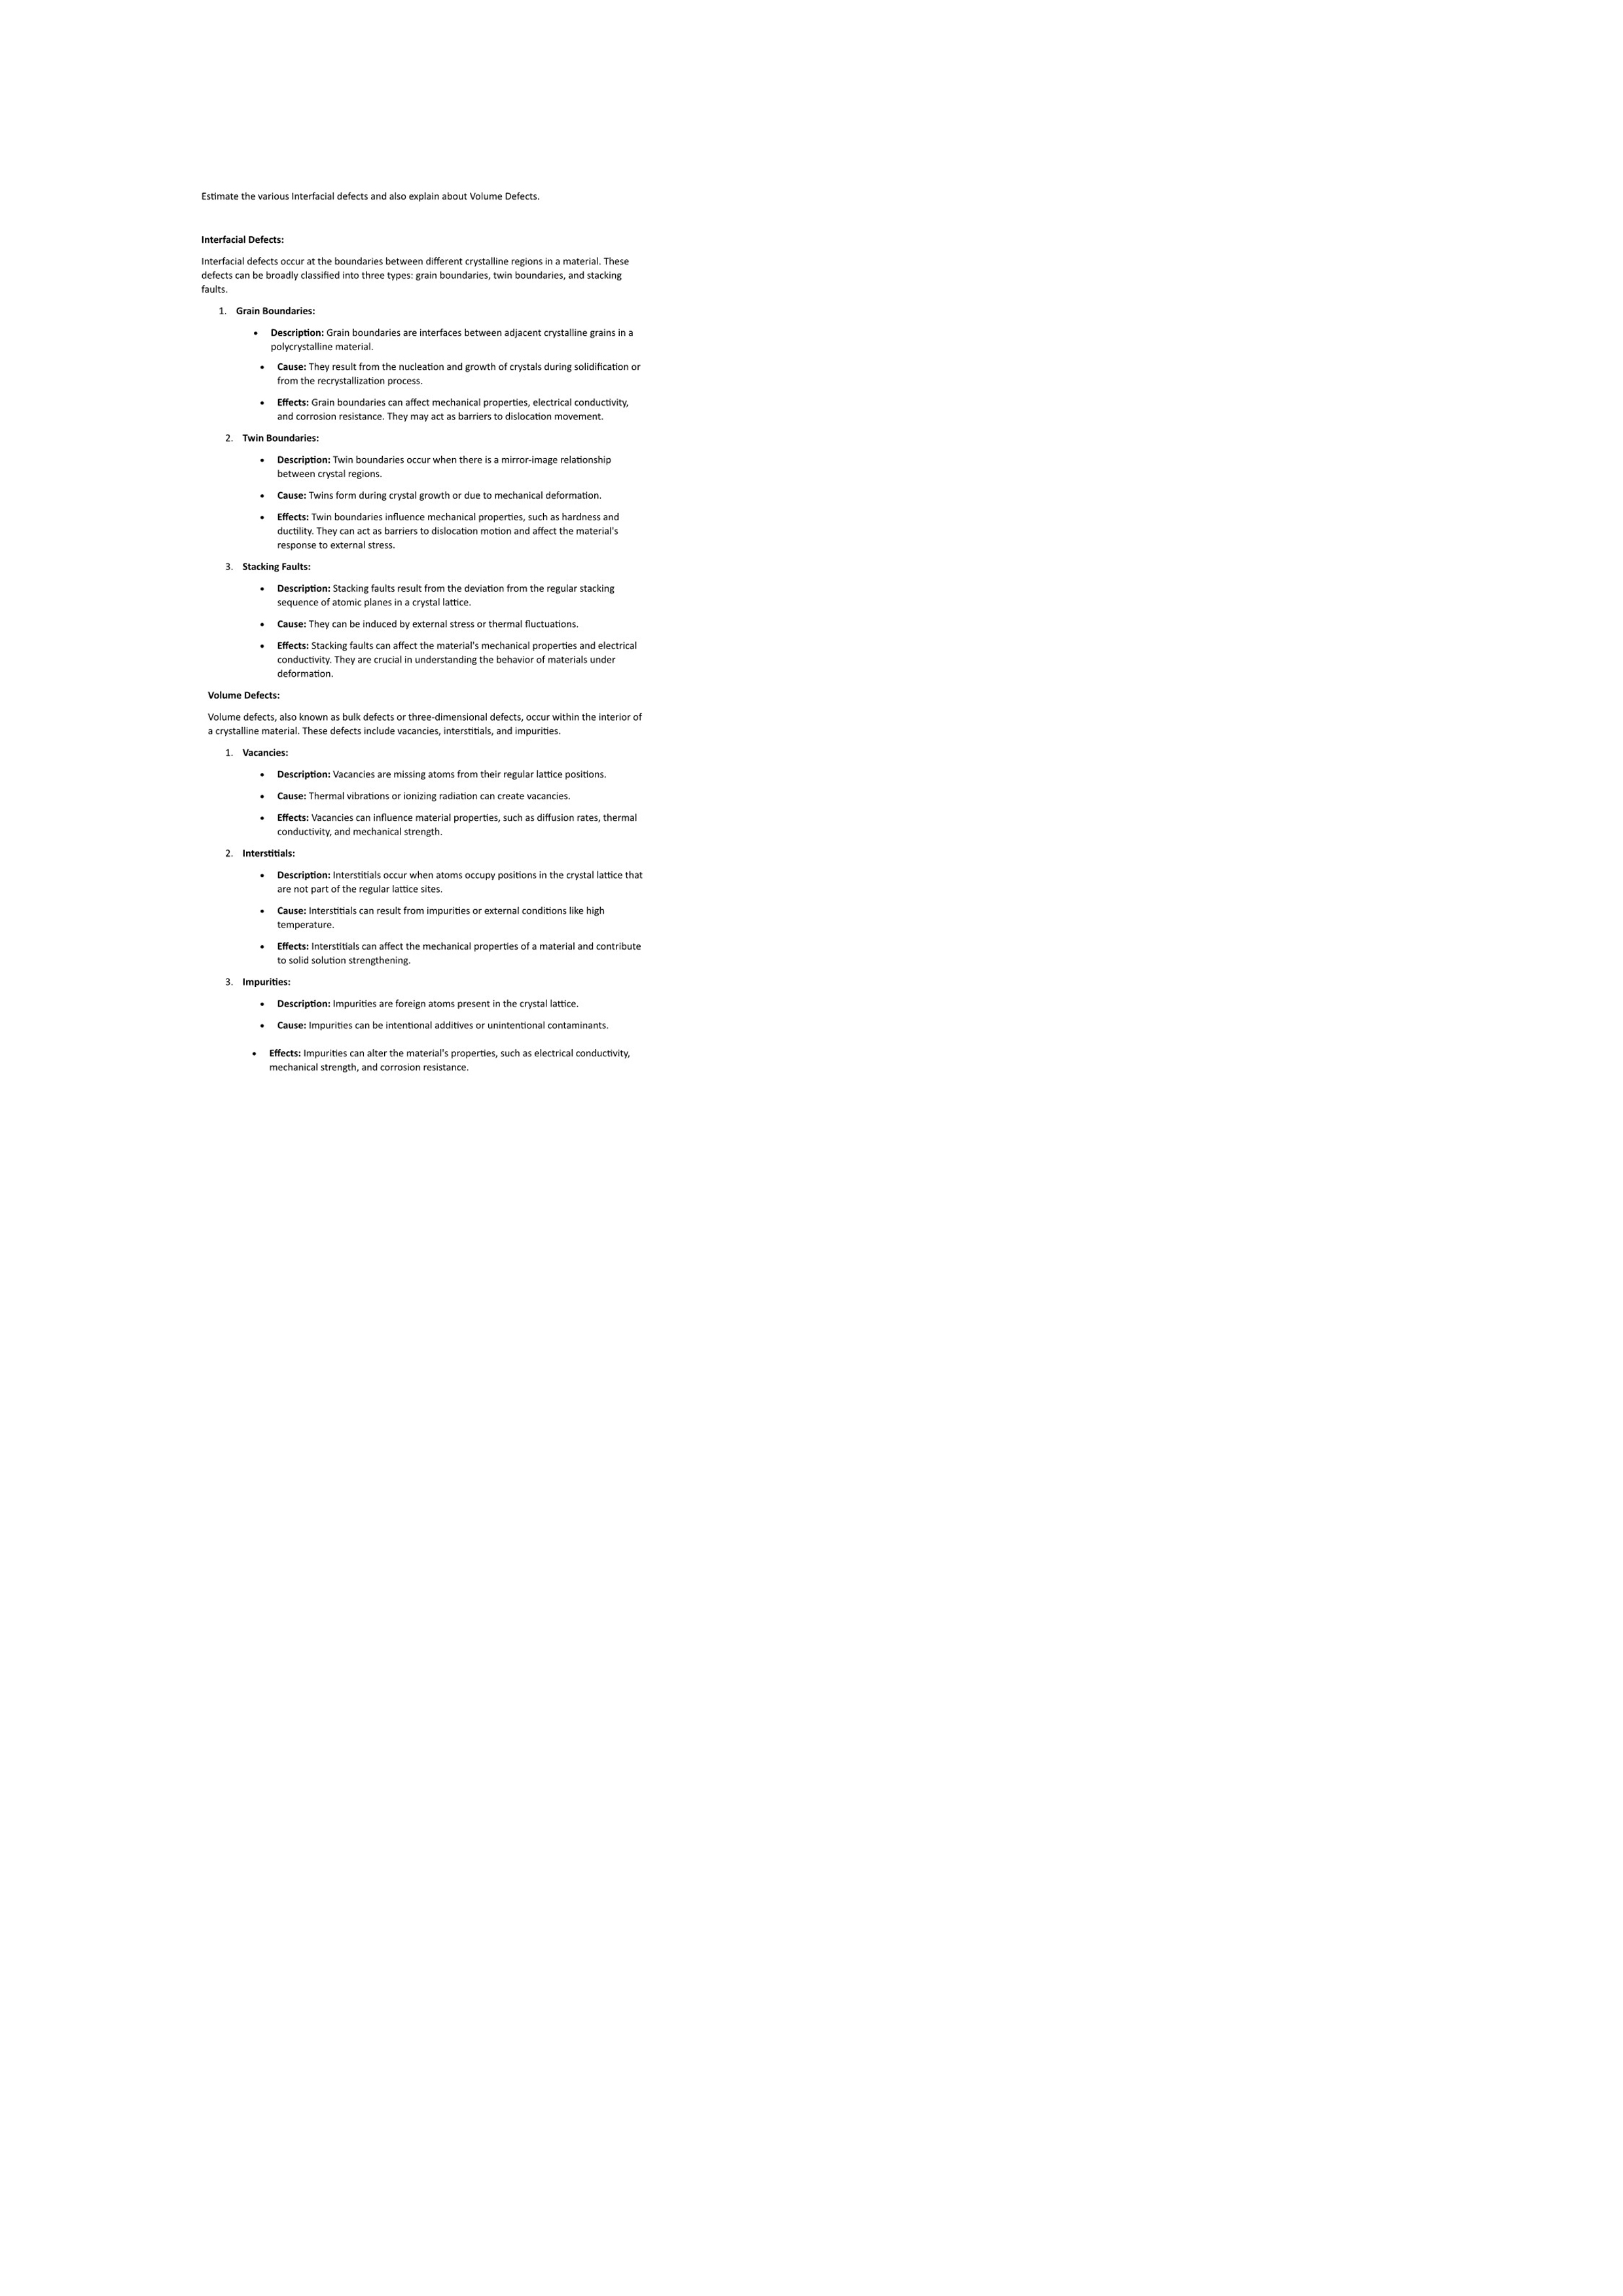 Estimate the various Interfacial defects and also explain about Volume Defects.
Interfacial Defects:
Interfacial defects occur at the boundaries between different crystalline regions in a material. These
defects can be broadly classified into three types: grain boundaries, twin boundaries, and stacking
faults.
1. Grain Boundaries:
• Description: Grain boundaries are interfaces between adjacent crystalline grains in a
polycrystalline material.
• Cause: They result from the nucleation and growth of crystals during solidification or
from the recrystallization process.
• Effects: Grain boundaries can affect mechanical properties, electrical conductivity,
and corrosion resistance. They may act as barriers to dislocation movement.
2. Twin Boundaries:
• Description: Twin boundaries occur when there is a mirror-image relationship
between crystal regions.
• Cause: Twins form during crystal growth or due to mechanical deformation.
• Effects: Twin boundaries influence mechanical properties, such as hardness and
ductility. They can act as barriers to dislocation motion and affect the material's
response to external stress.
3. Stacking Faults:
• Description: Stacking faults result from the deviation from the regular stacking
sequence of atomic planes in a crystal lattice.
• Cause: They can be induced by external stress or thermal fluctuations.
• Effects: Stacking faults can affect the material's mechanical properties and electrical
conductivity. They are crucial in understanding the behavior of materials under
deformation.
Volume Defects:
Volume defects, also known as bulk defects or three-dimensional defects, occur within the interior of
a crystalline material. These defects include vacancies, interstitials, and impurities.
1. Vacancies:
• Description: Vacancies are missing atoms from their regular lattice positions.
• Cause: Thermal vibrations or ionizing radiation can create vacancies.
• Effects: Vacancies can influence material properties, such as diffusion rates, thermal
conductivity, and mechanical strength.
2. Interstitials:
• Description: Interstitials occur when atoms occupy positions in the crystal lattice that
are not part of the regular lattice sites.
• Cause: Interstitials can result from impurities or external conditions like high
temperature.
• Effects: Interstitials can affect the mechanical properties of a material and contribute
to solid solution strengthening.
3. Impurities:
• Description: Impurities are foreign atoms present in the crystal lattice.
• Cause: Impurities can be intentional additives or unintentional contaminants.
• Effects: Impurities can alter the material's properties, such as electrical conductivity,
mechanical strength, and corrosion resistance.